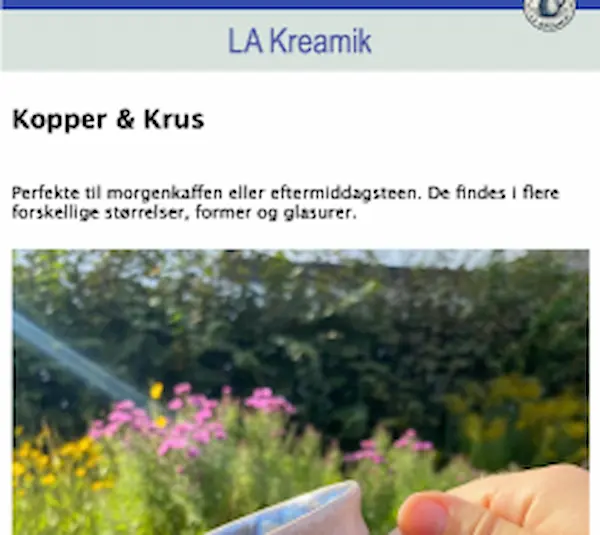 LA Kreamik
Kopper & Krus
Perfekte til morgenkaffen eller eftermiddagsteen. De findes i flere
forskellige størrelser, former og glasurer.